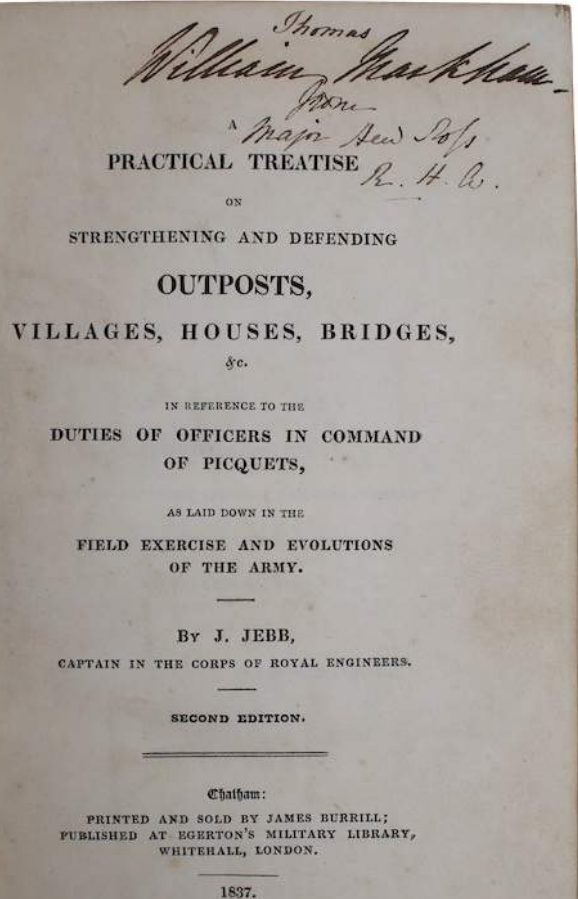 Thomas
William Markham
from
Major Hew Ross
R. H. A.
A
PRACTICAL TREATISE
ON
STRENGTHENING AND DEFENDING
OUTPOSTS,
VILLAGES, HOUSES, BRIDGES,
&c.
IN REFERENCE TO THE
DUTIES OF OFFICERS IN COMMAND
OF PICQUETS,
AS LAID DOWN IN THE
FIELD EXERCISE AND EVOLUTIONS
OF THE ARMY.
BY J. JEBB,
CAPTAIN IN THE CORPS OF ROYAL ENGINEERS.
SECOND EDITION.
Chatham:
PRINTED AND SOLD BY JAMES BURRILL;
PUBLISHED AT EGERTON'S MILITARY LIBRARY,
WHITEHALL, LONDON.
1837.